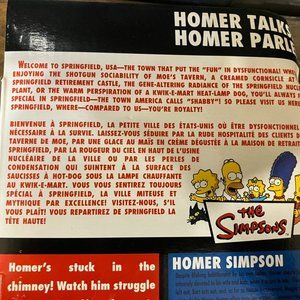 HOMER TALKS
HOMER PARLE
WELCOME TO SPRINGFIELD, USA—THE TOWN THAT PUT THE "FUN" IN DYSFUNCTIONAL! WHE
ENJOYING THE SHOTGUN SOCIABILITY OF MOE'S TAVERN, A CREAMED CORNSICLE A
SPRINGFIELD RETIREMENT CASTLE, THE GENE-ALTERING RADIANCE OF THE SPRINGFIELD NUCL
PLANT, OR THE WARM PERSPIRATION OF A KWIK-E-MART HEAT-LAMP DOG, YOU'LL ALWAYS
SPECIAL IN SPRINGFIELD—THE TOWN AMERICA CALLS "SHABBY"! SO PLEASE VISIT US HERE
SPRINGFIELD, WHERE—COMPARED TO US—YOU'RE ROYALTY!
BIENVENUE À SPRINGFIELD, LA PETITE VILLE DES ÉTATS-UNIS OÙ ÊTRE DYSFONCTIONNEL
NÉCESSAIRE À LA SURVIE. LAISSEZ-VOUS SÉDUIRE PAR LA RUDE HOSPITALITÉ DES CLIENTS D
TAVERNE DE MOE, PAR UNE GLACE AU MAÏS EN CRÈME DÉGUSTÉE À LA MAISON DE RETRAIT
SPRINGFIELD, PAR LA ROUGEUR DU CIEL EN HAUT DE L'USINE
NUCLÉAIRE DE LA VILLE OU PAR LES PERLES DE
CONDENSATION QUI SUINTENT À LA SURFACE DES
SAUCISSES À HOT-DOG SOUS LA LAMPE CHAUFFANTE
AU KWIK-E-MART. VOUS VOUS SENTIREZ TOUJOURS
SPÉCIAL À SPRINGFIELD, LA VILLE MITEUSE ET
MYTHIQUE PAR EXCELLENCE! VISITEZ-NOUS, S'IL
VOUS PLAÎT! VOUS REPARTIREZ DE SPRINGFIELD LA
TÊTE HAUTE!
THE
SIMPSONS
Homer's stuck in the
chimney! Watch him struggle
HOMER SIMPSON